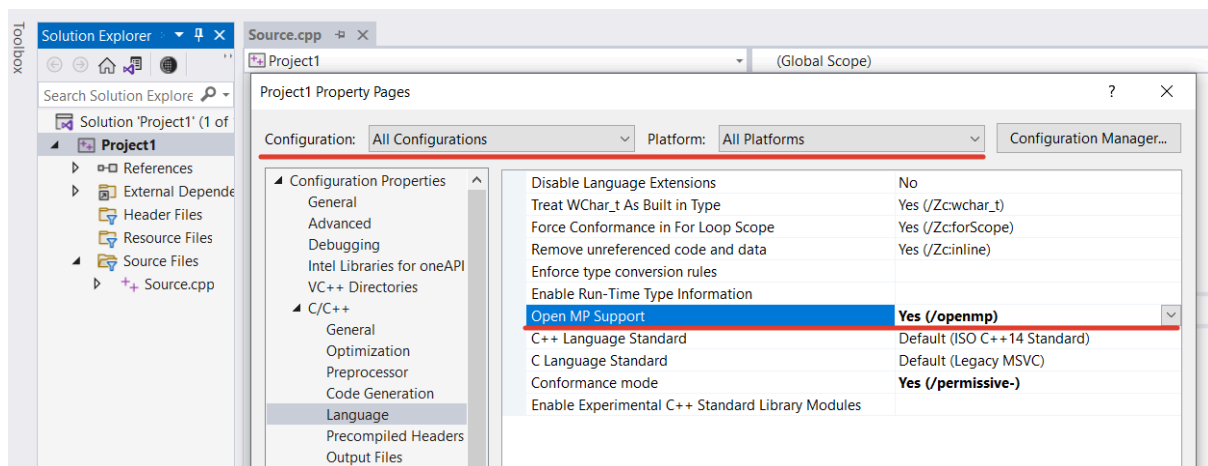 Toolbox
Solution Explorer
Search Solution Explore
Solution 'Project1' (1 of
Project1
References
External Depende
Header Files
Resource Files
Source Files
Source.cpp
Source.cpp
Project1 (Global Scope)
Project1 Property Pages ?
Configuration: All Configurations Platform: All Platforms Configuration Manager...
Configuration Properties
General
Advanced
Debugging
Intel Libraries for oneAPI
VC++ Directories
C/C++
General
Optimization
Preprocessor
Code Generation
Language
Precompiled Headers
Output Files
Disable Language Extensions No
Treat WChar_t As Built in Type Yes (/Zc:wchar_t)
Force Conformance in For Loop Scope Yes (/Zc:forScope)
Remove unreferenced code and data Yes (/Zc:inline)
Enforce type conversion rules
Enable Run-Time Type Information
Open MP Support Yes (/openmp)
C++ Language Standard Default (ISO C++14 Standard)
C Language Standard Default (Legacy MSVC)
Conformance mode Yes (/permissive-)
Enable Experimental C++ Standard Library Modules